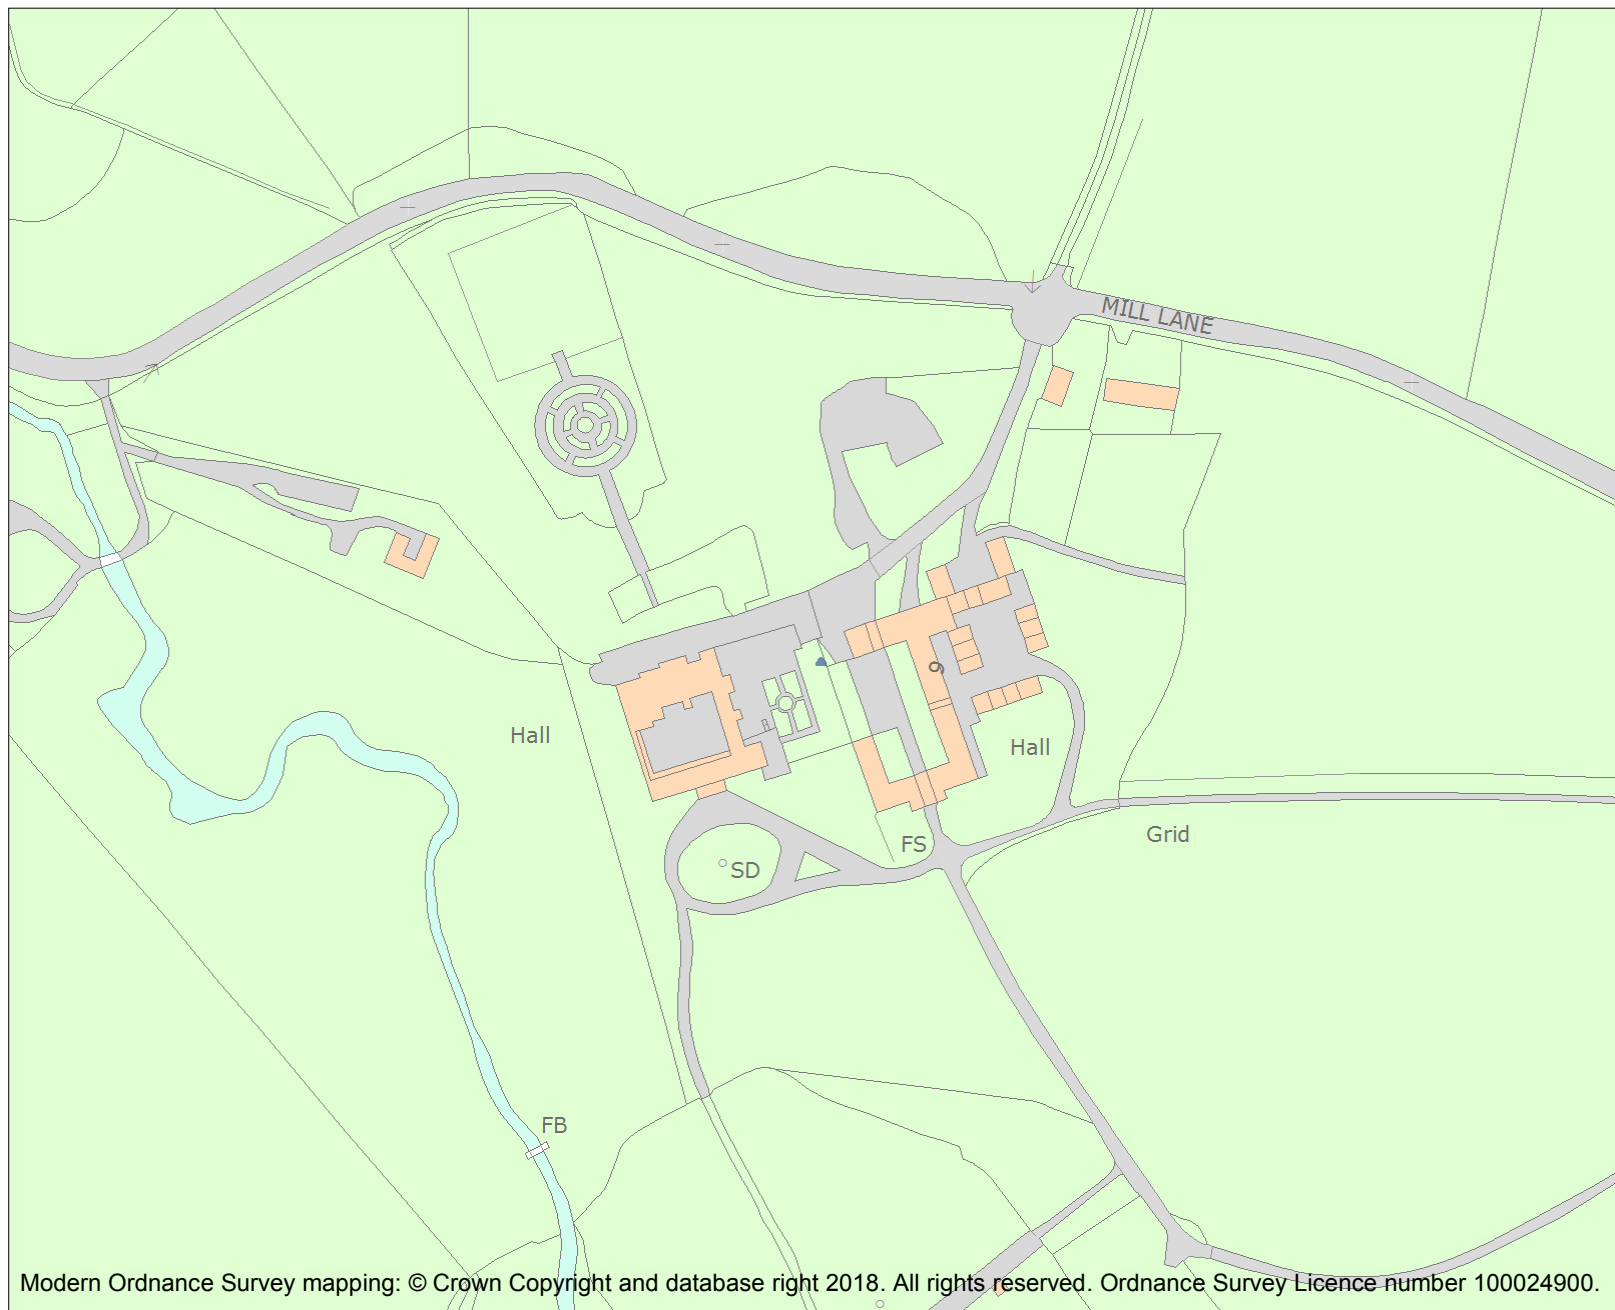 MILL LANE
6
Hall
Hall
Grid
FS
SD
FB
Modern Ordnance Survey mapping: © Crown Copyright and database right 2018. All rights reserved. Ordnance Survey Licence number 100024900.